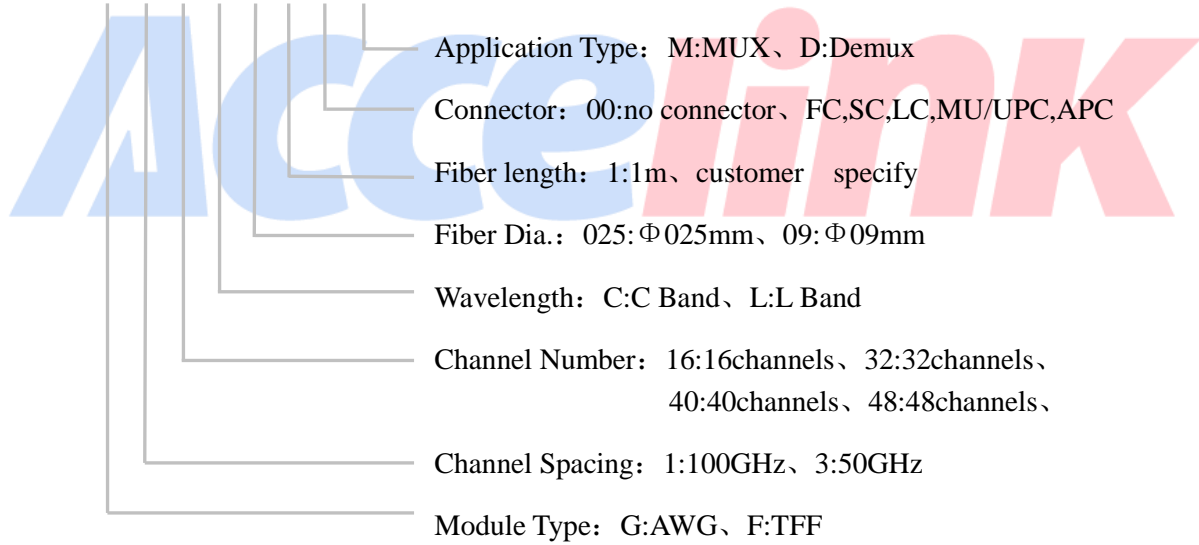 Accelink
Application Type：M:MUX、D:Demux
Connector：00:no connector、FC,SC,LC,MU/UPC,APC
Fiber length：1:1m、customer specify
Fiber Dia.：025:Φ025mm、09:Φ09mm
Wavelength：C:C Band、L:L Band
Channel Number：16:16channels、32:32channels、
40:40channels、48:48channels、
Channel Spacing：1:100GHz、3:50GHz
Module Type：G:AWG、F:TFF